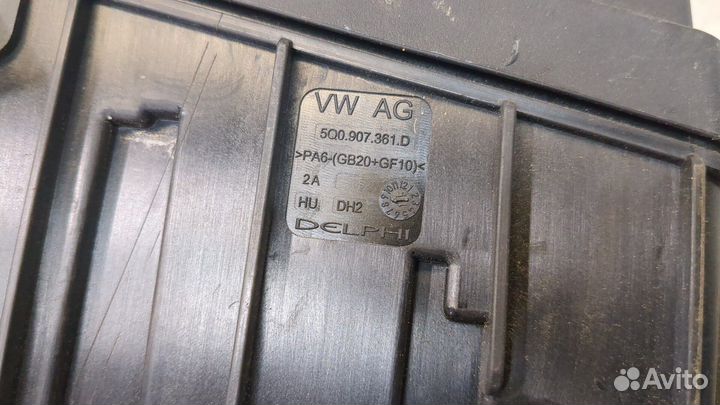 VW AG
5Q0.907.361.D
>PA6-(GB20+GF10)<
2A
HU DH2
DELPHI
Avito